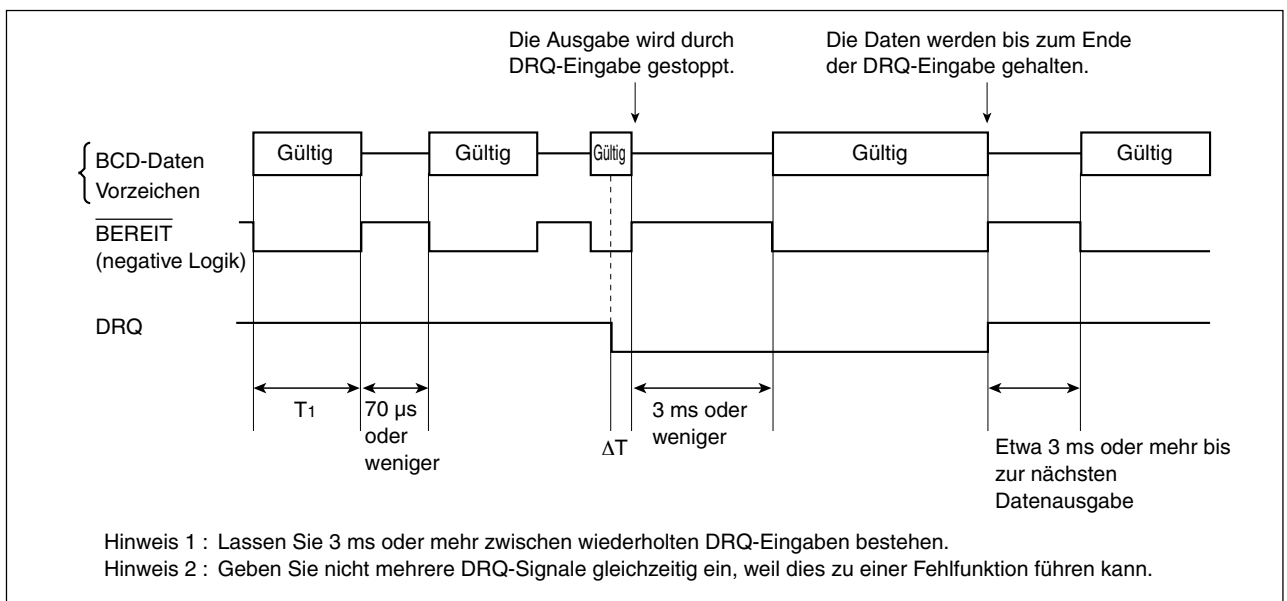 Die Ausgabe wird durch
DRQ-Eingabe gestoppt.
Die Daten werden bis zum Ende
der DRQ-Eingabe gehalten.
BCD-Daten
Vorzeichen
Gültig
Gültig
Gültig
Gültig
Gültig
BEREIT
(negative Logik)
DRQ
T1
70 µs
oder
weniger
ΔT
3 ms oder
weniger
Etwa 3 ms oder mehr bis
zur nächsten
Datenausgabe
Hinweis 1 : Lassen Sie 3 ms oder mehr zwischen wiederholten DRQ-Eingaben bestehen.
Hinweis 2 : Geben Sie nicht mehrere DRQ-Signale gleichzeitig ein, weil dies zu einer Fehlfunktion führen kann.